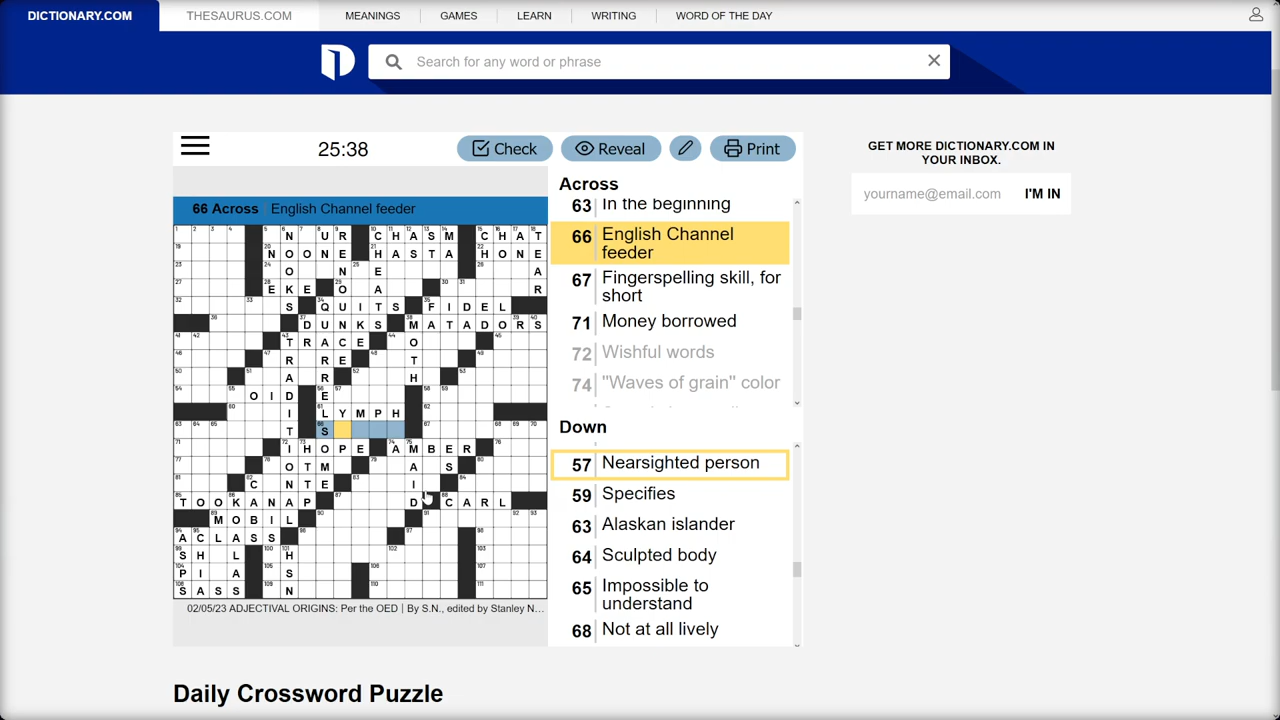 DICTIONARY.COM THESAURUS.COM MEANINGS GAMES LEARN WRITING WORD OF THE DAY
Search for any word or phrase
25:38 Check Reveal Print
66 Across English Channel feeder
Across
63 In the beginning
66 English Channel
feeder
67 Fingerspelling skill, for
short
71 Money borrowed
72 Wishful words
74 "Waves of grain" color
Down
57 Nearsighted person
59 Specifies
63 Alaskan islander
64 Sculpted body
65 Impossible to
understand
68 Not at all lively
N U R C H A S M C H A T
N O O N E H A S T A H O N E
O N E A
E K E O A R
S Q U I T S F I D E L
D U N K S M A T A D O R S
T R A C E O
R R E T
A R H
O I D E
I L Y M P H
T S
I H O P E A M B E R
O T M A S
C N T E I
T O O K A N A P D C A R L
M O B I L
A C L A S S
S H L H
P I A S
S A S S N
02/05/23 ADJECTIVAL ORIGINS: Per the OED | By S.N., edited by Stanley N...
GET MORE DICTIONARY.COM IN
YOUR INBOX.
yourname@email.com I'M IN
Daily Crossword Puzzle